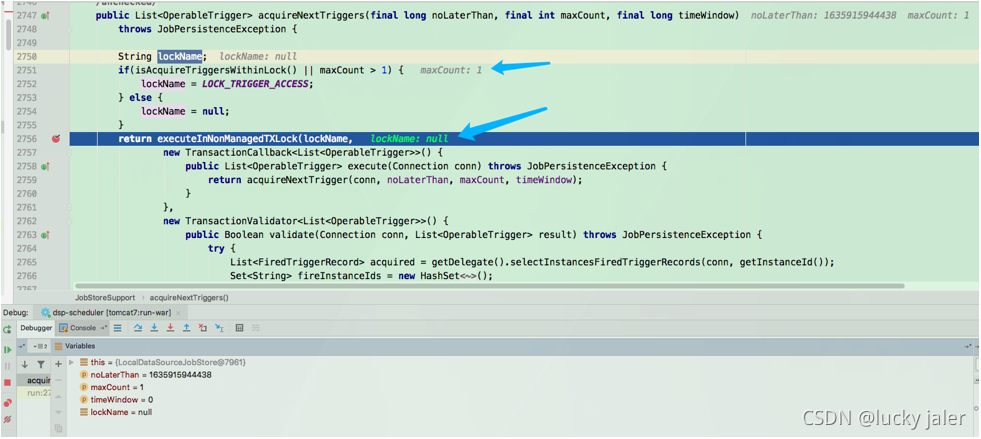 2746
2747 public List<OperableTrigger> acquireNextTriggers(final long noLaterThan, final int maxCount, final long timeWindow) noLaterThan: 1635915944438 maxCount: 1
2748 throws JobPersistenceException {
2749
2750 String lockName; lockName: null
2751 if(isAcquireTriggersWithinLock() || maxCount > 1) { maxCount: 1
2752 lockName = LOCK_TRIGGER_ACCESS;
2753 } else {
2754 lockName = null;
2755 }
2756 return executeInNonManagedTXLock(lockName, lockName: null
2757 new TransactionCallback<List<OperableTrigger>>() {
2758 public List<OperableTrigger> execute(Connection conn) throws JobPersistenceException {
2759 return acquireNextTrigger(conn, noLaterThan, maxCount, timeWindow);
2760 }
2761 },
2762 new TransactionValidator<List<OperableTrigger>>() {
2763 public Boolean validate(Connection conn, List<OperableTrigger> result) throws JobPersistenceException {
2764 try {
2765 List<FiredTriggerRecord> acquired = getDelegate().selectInstancesFiredTriggerRecords(conn, getInstanceId());
2766 Set<String> fireInstanceIds = new HashSet<~>();
2767
JobStoreSupport › acquireNextTriggers()
Debug: dsp-scheduler [tomcat7:run-war]
Debugger Console
Variables
this = {LocalDataSourceJobStore@7961}
noLaterThan = 1635915944438
acquir maxCount = 1
run:27 timeWindow = 0
lockName = null
CSDN @lucky jaler